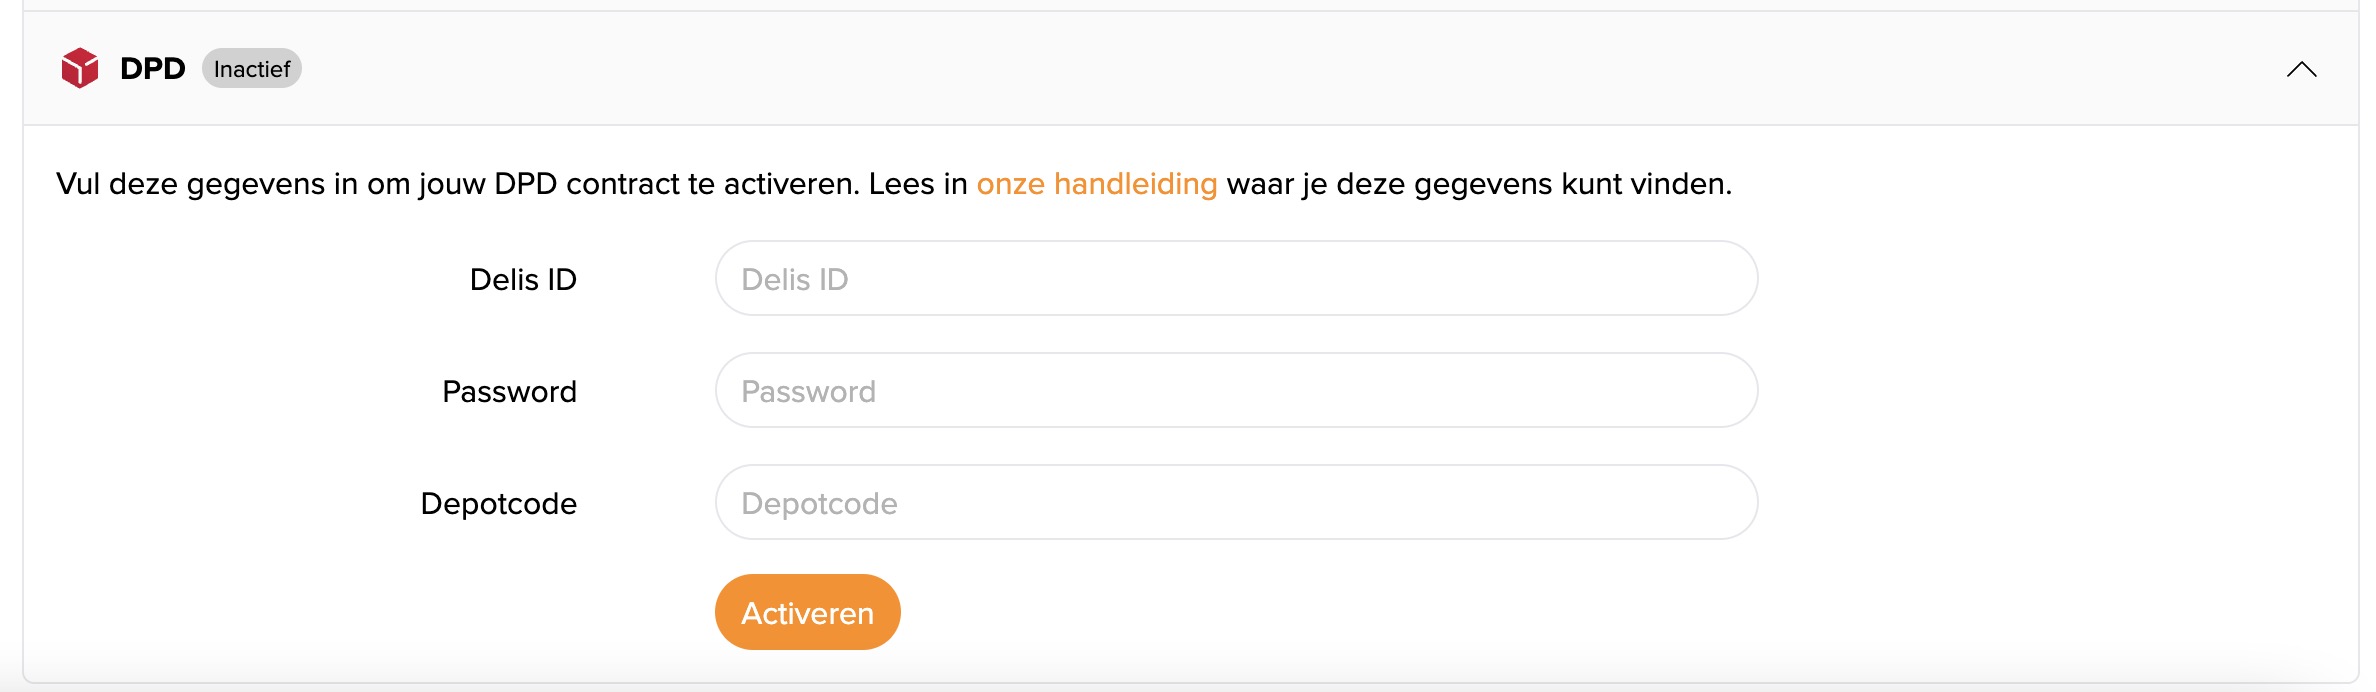 DPD Inactief
Vul deze gegevens in om jouw DPD contract te activeren. Lees in onze handleiding waar je deze gegevens kunt vinden.
Delis ID Delis ID
Password Password
Depotcode Depotcode
Activeren